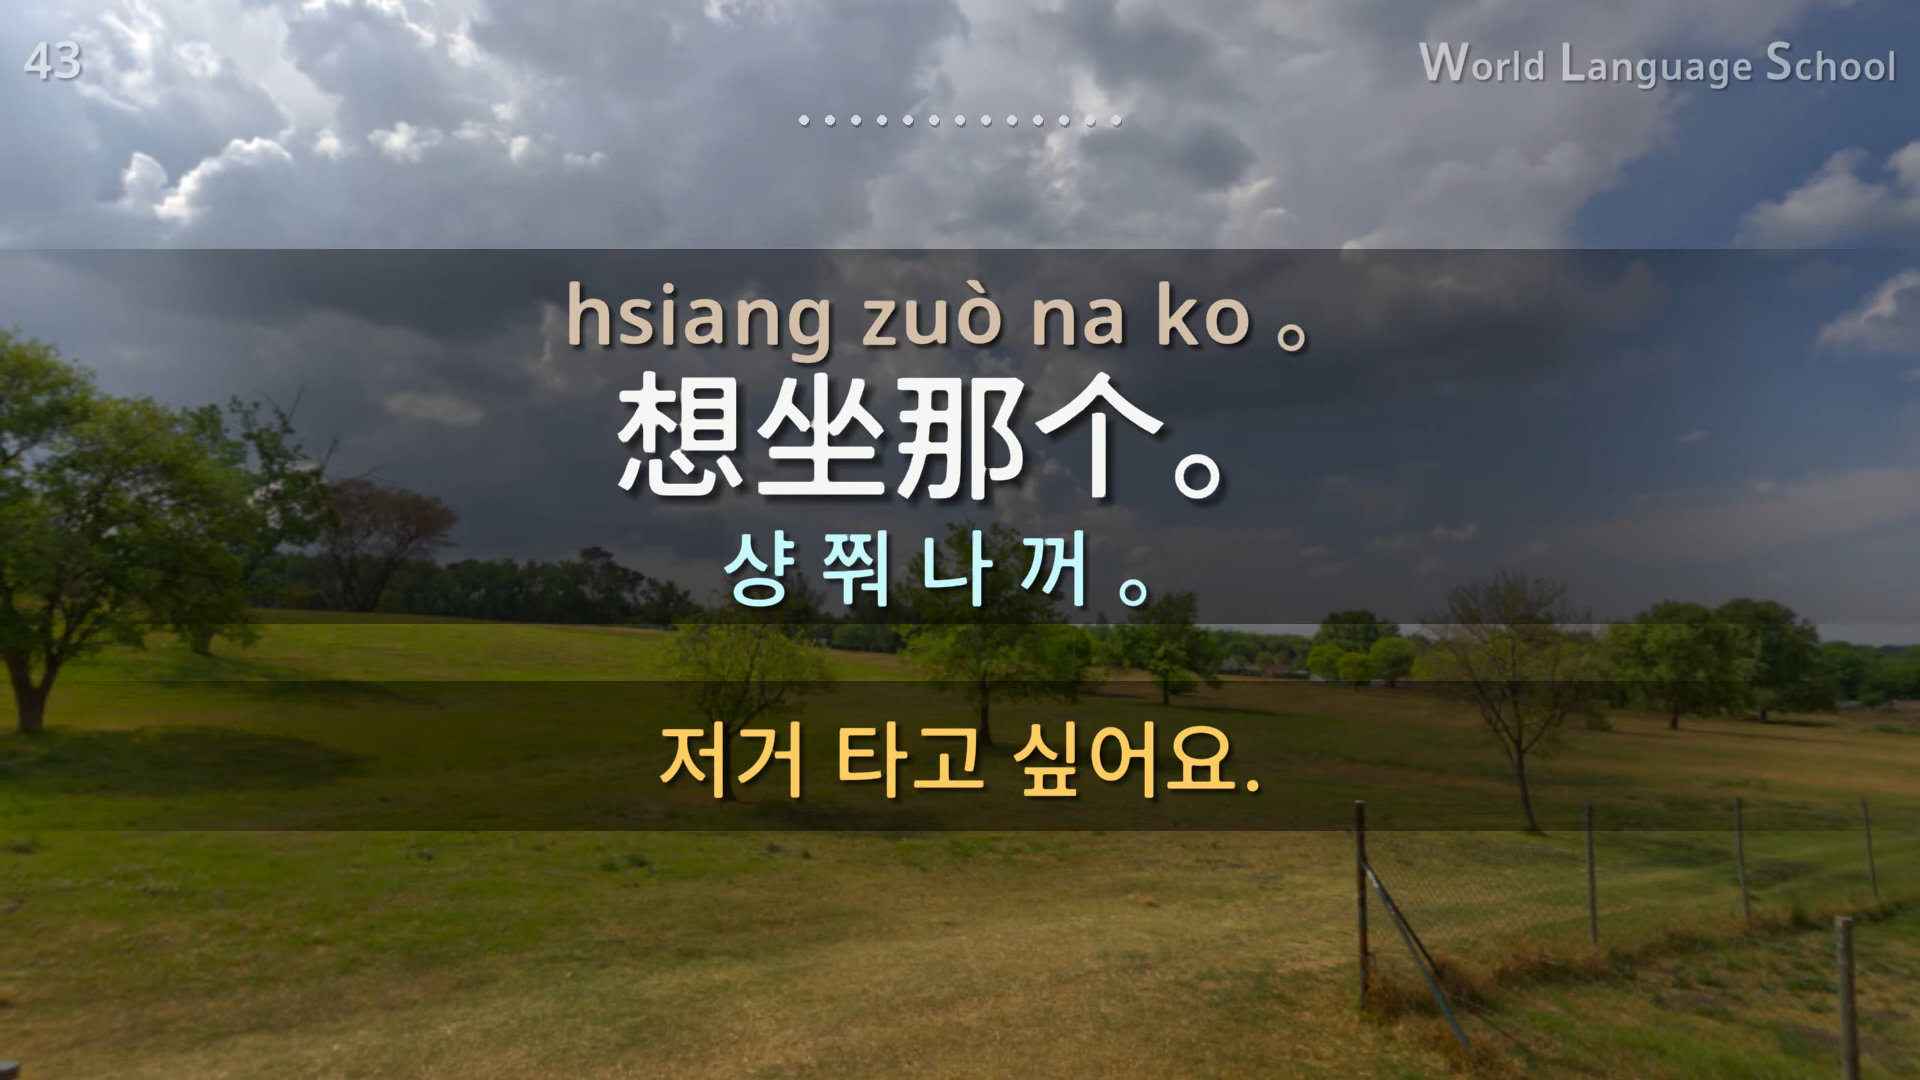 43
World Language School
hsiang zuò na ko 。
想坐那个。
샹 쭤 나 꺼 。
저거 타고 싶어요.